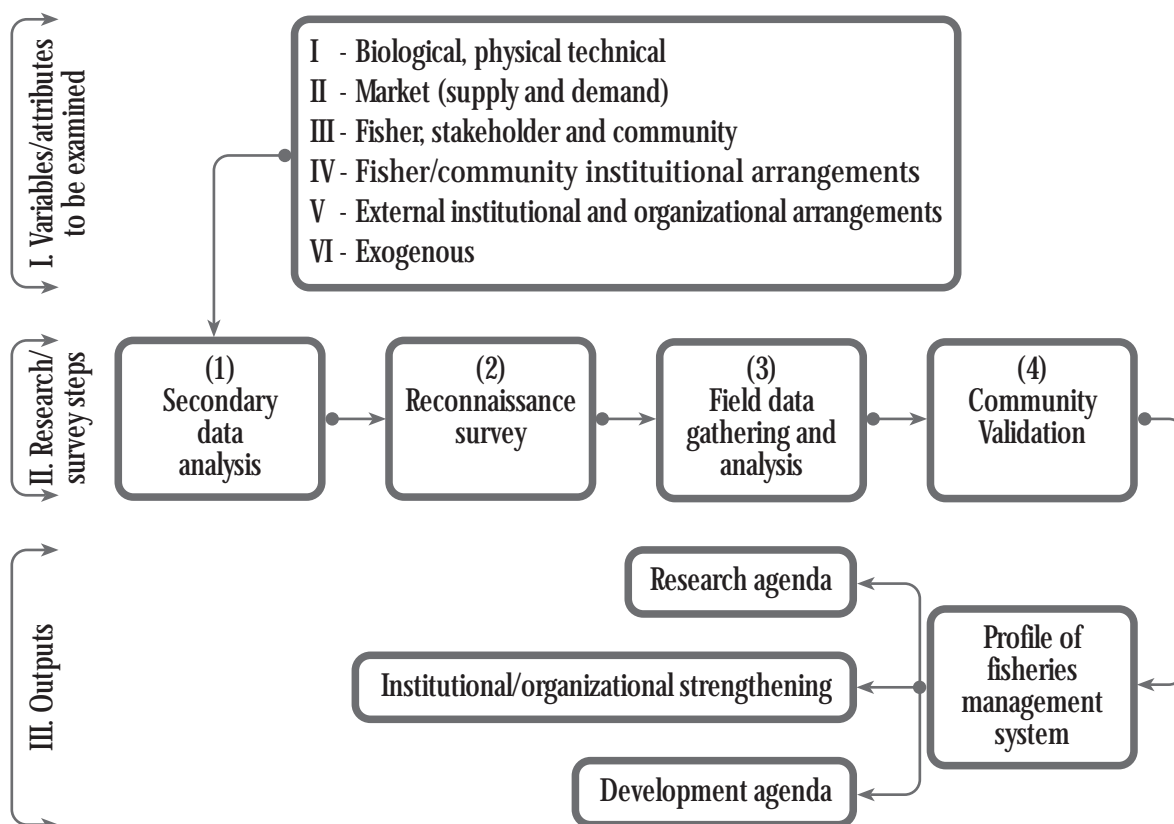 I. Variables/attributes
to be examined
I - Biological, physical technical
II - Market (supply and demand)
III - Fisher, stakeholder and community
IV - Fisher/community instituitional arrangements
V - External institutional and organizational arrangements
VI - Exogenous
II. Research/
survey steps
(1)
Secondary
data
analysis
(2)
Reconnaissance
survey
(3)
Field data
gathering and
analysis
(4)
Community
Validation
III. Outputs
Research agenda
Institutional/organizational strengthening
Development agenda
Profile of
fisheries
management
system